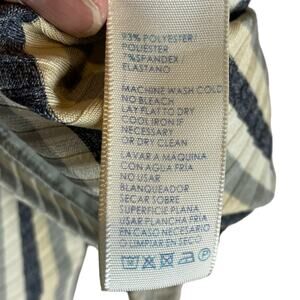 93% POLYESTER/
POLIESTER
7%SPANDEX/
ELASTANO
MACHINE WASH COLD
NO BLEACH
LAY FLAT TO DRY
COOL IRON IF
NECESSARY
OR DRY CLEAN
LAVAR A MAQUINA
CON AGUA FRIA
NO USAR
BLANQUEADOR
SECAR SOBRE
SUPERFICIE PLANA
USAR PLANCHA FRIA
EN CASO NECESARIO
O LIMPIAR EN SECO